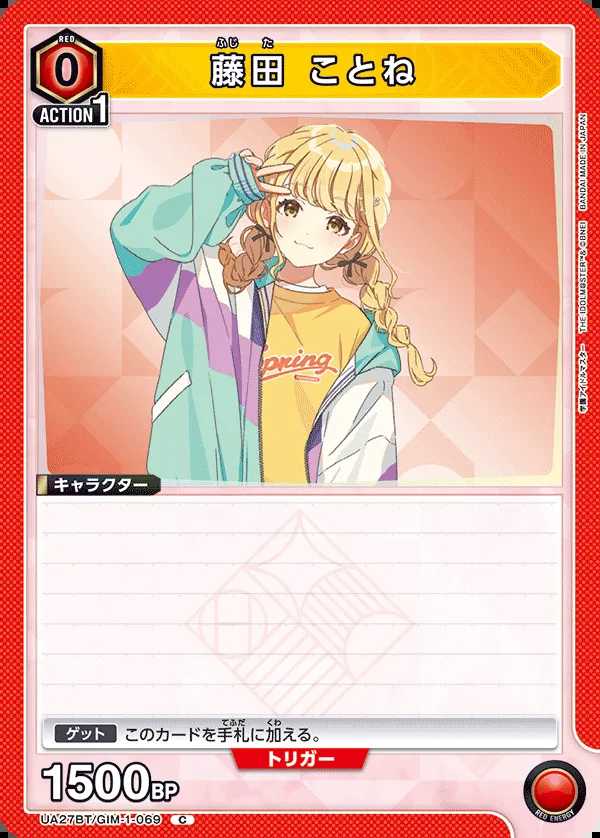 RED
0
ACTION 1
ふじ た
藤田 ことね
Spring
学園アイドルマスター THE IDOLM@STER™& ©BNEI BANDAI MADE IN JAPAN
キャラクター
てふだ くわ
ゲット このカードを手札に加える。
トリガー
1500BP
RED ENERGY
UA27BT/GIM-1-069 C